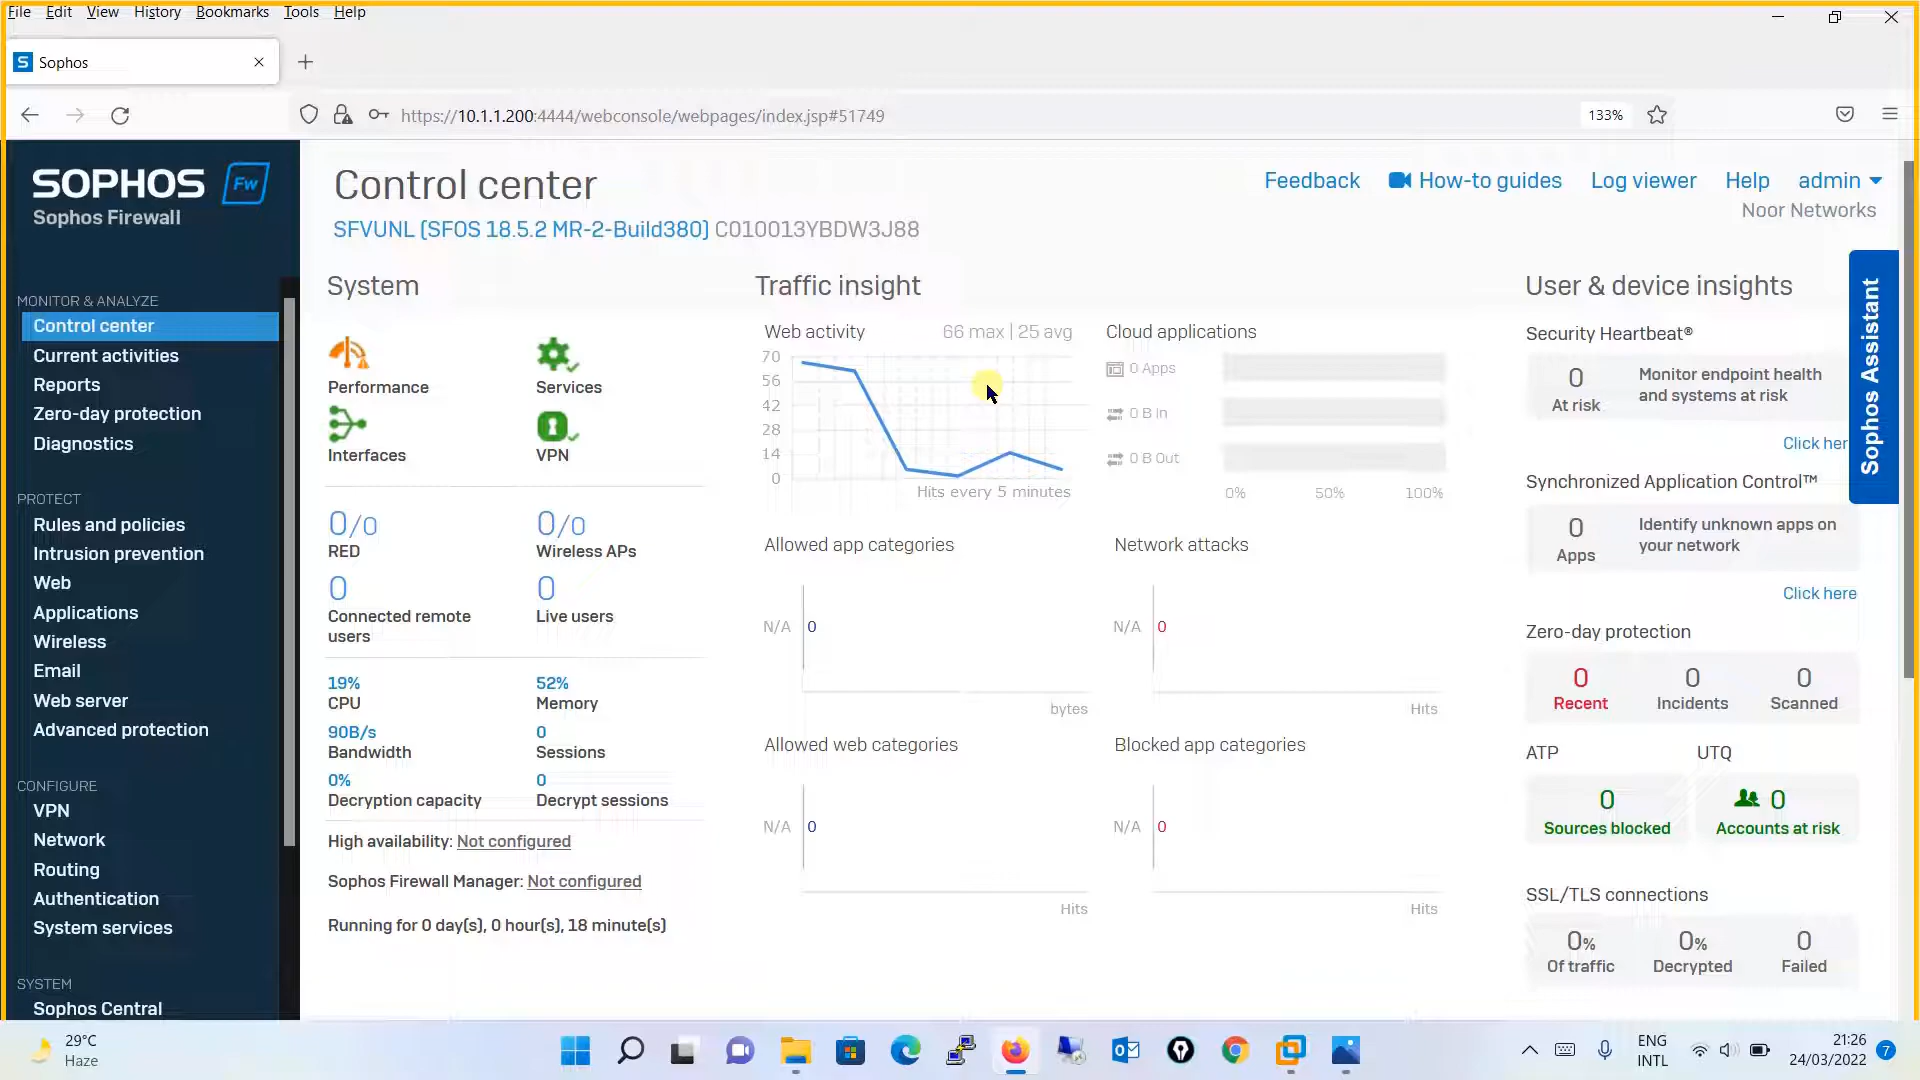 File Edit View History Bookmarks Tools Help
Sophos
https://10.1.1.200:4444/webconsole/webpages/index.jsp#51749
133%
SOPHOS Fw
Sophos Firewall
MONITOR & ANALYZE
Control center
Current activities
Reports
Zero-day protection
Diagnostics
PROTECT
Rules and policies
Intrusion prevention
Web
Applications
Wireless
Email
Web server
Advanced protection
CONFIGURE
VPN
Network
Routing
Authentication
System services
SYSTEM
Sophos Central
Control center
SFVUNL (SFOS 18.5.2 MR-2-Build380) C010013YBDW3J88
Feedback How-to guides Log viewer Help admin
Noor Networks
System
Performance Services
Interfaces VPN
0/0 0/0
RED Wireless APs
0 0
Connected remote users Live users
19% 52%
CPU Memory
90B/s 0
Bandwidth Sessions
0% 0
Decryption capacity Decrypt sessions
High availability: Not configured
Sophos Firewall Manager: Not configured
Running for 0 day(s), 0 hour(s), 18 minute(s)
Traffic insight
Web activity 66 max | 25 avg
70
56
42
28
14
0
Hits every 5 minutes
Cloud applications
0 Apps
0 B In
0 B Out
0% 50% 100%
Allowed app categories
N/A 0
bytes
Network attacks
N/A 0
Hits
Allowed web categories
N/A 0
Hits
Blocked app categories
N/A 0
Hits
User & device insights
Security Heartbeat®
0
At risk
Monitor endpoint health
and systems at risk
Click her
Synchronized Application Control™
0
Apps
Identify unknown apps on
your network
Click here
Zero-day protection
0 0 0
Recent Incidents Scanned
ATP UTQ
0 0
Sources blocked Accounts at risk
SSL/TLS connections
0% 0% 0
Of traffic Decrypted Failed
Sophos Assistant
29°C
Haze
ENG
INTL
21:26
24/03/2022
7